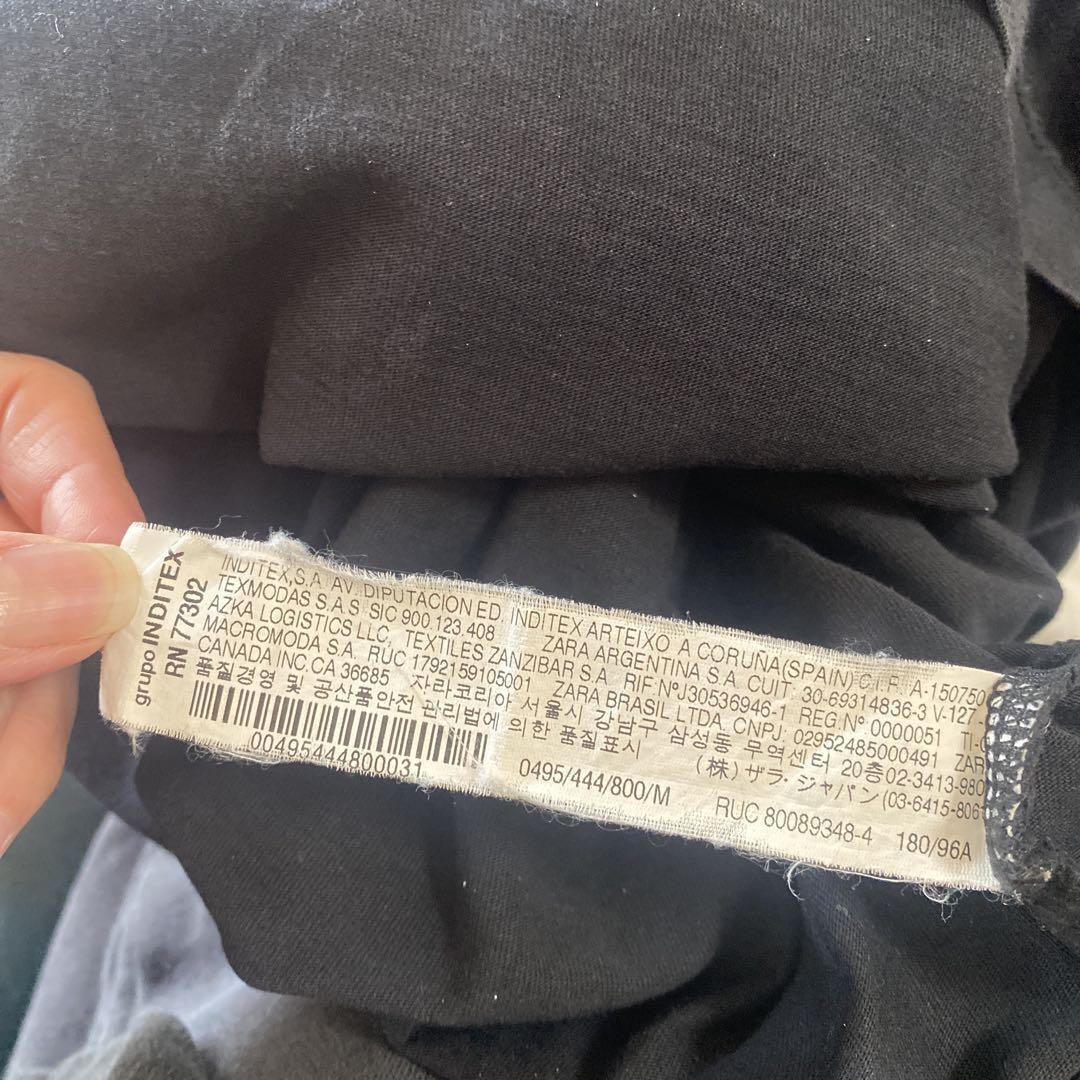 grupo INDITEX
RN 77302
INDITEX,S.A. AV. DIPUTACION ED INDITEX ARTEIXO A CORUÑA(SPAIN) C.I.F. A-150750
TEXMODAS S.A.S. SIC 900.123.408 ZARA ARGENTINA S.A. CUIT: 30-69314836-3 V-127-
AZKA LOGISTICS LLC, TEXTILES ZANZIBAR S.A. RIF NºJ30536946-1 REG.Nº 0000051
MACROMODA S.A. RUC 1792159105001 ZARA BRASIL LTDA. CNPJ: 02952485000491 ZAR
CANADA INC.CA 36685 자라코리아 서울시 강남구 삼성동 무역센터 20층02-3413-980
품질경영 및 공산품안전 관리법에 의한 품질표시 (株) ザラ・ジャパン (03-6415-806
00495444800031
0495/444/800/M RUC 80089348-4 180/96A